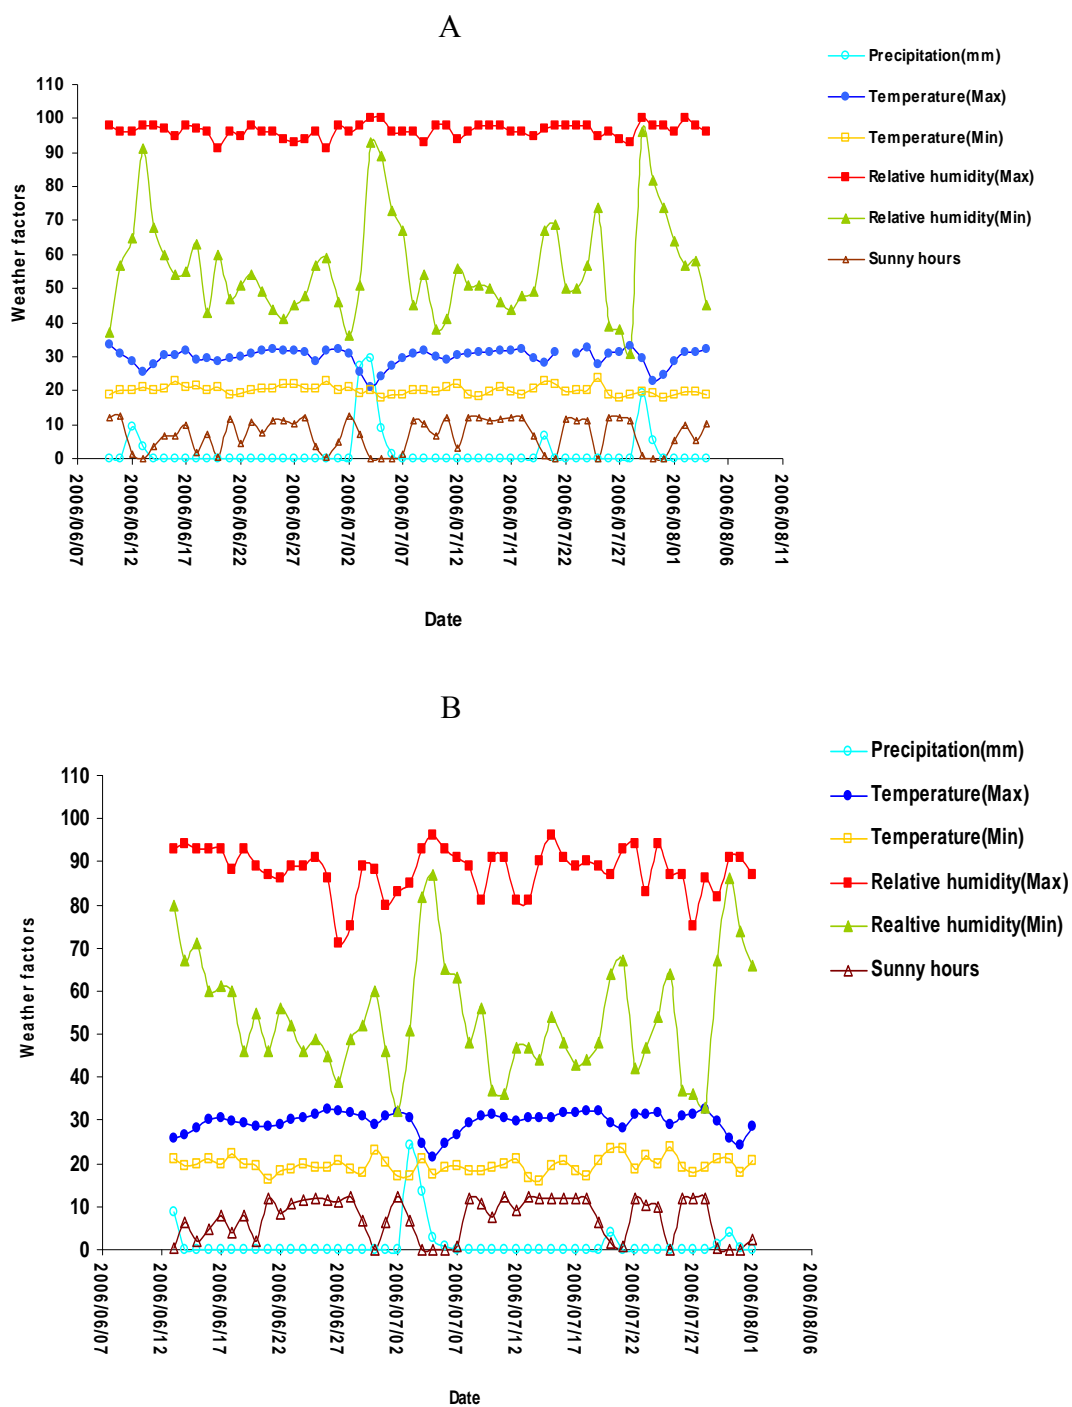 A
Precipitation(mm)
Temperature(Max)
Temperature(Min)
Relative humidity(Max)
Relative humidity(Min)
Sunny hours
Weather factors
110
100
90
80
70
60
50
40
30
20
10
0
2006/06/07
2006/06/12
2006/06/17
2006/06/22
2006/06/27
2006/07/02
2006/07/07
2006/07/12
2006/07/17
2006/07/22
2006/07/27
2006/08/01
2006/08/06
2006/08/11
Date
B
Precipitation(mm)
Temperature(Max)
Temperature(Min)
Relative humidity(Max)
Realtive humidity(Min)
Sunny hours
Weather factors
110
100
90
80
70
60
50
40
30
20
10
0
2006/06/07
2006/06/12
2006/06/17
2006/06/22
2006/06/27
2006/07/02
2006/07/07
2006/07/12
2006/07/17
2006/07/22
2006/07/27
2006/08/01
2006/08/06
Date